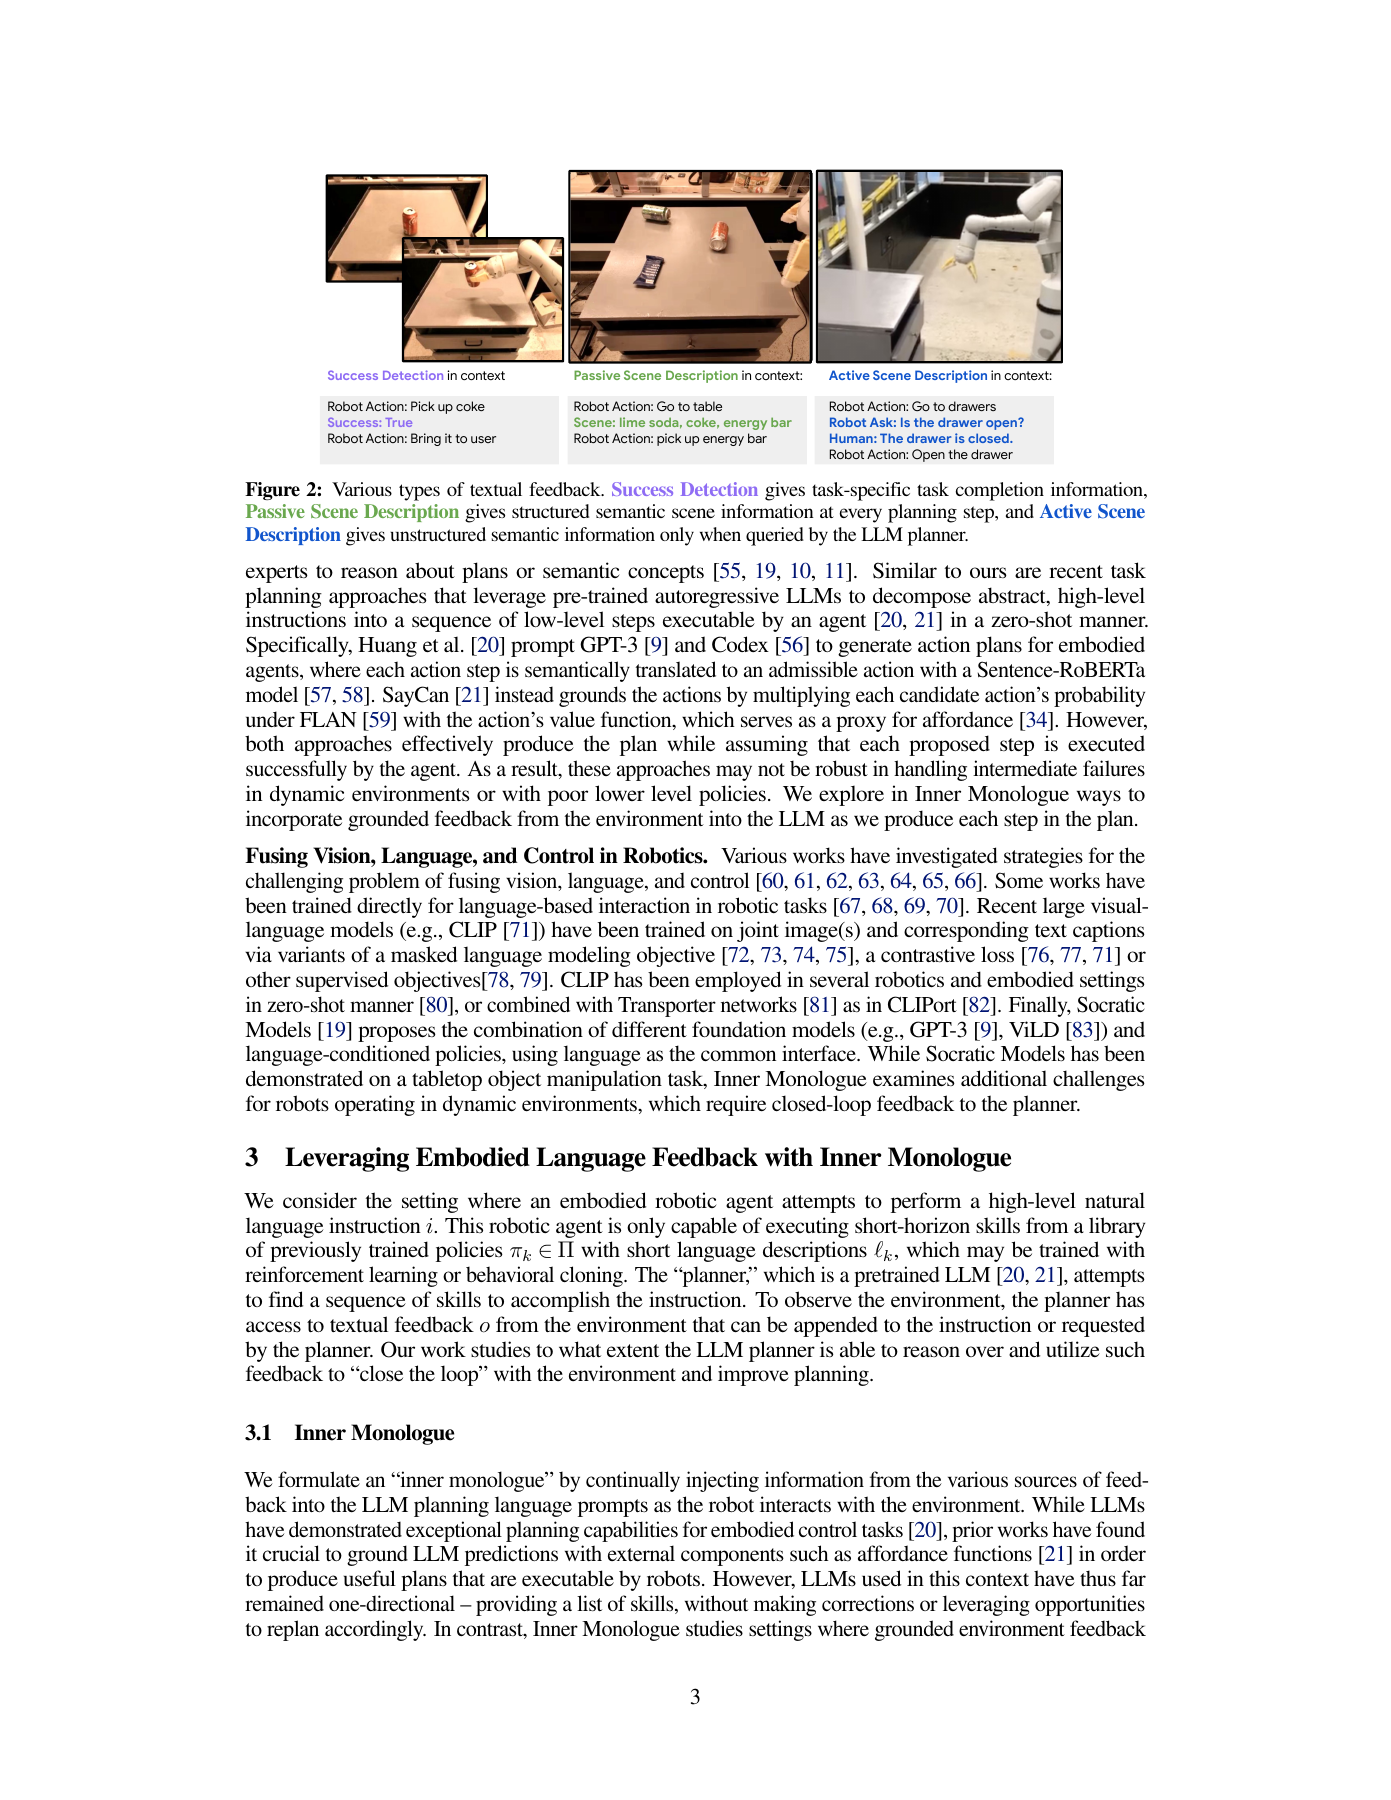 Success Detection in context
Passive Scene Description in context:
Active Scene Description in context:
Robot Action: Pick up coke
Success: True
Robot Action: Bring it to user
Robot Action: Go to table
Scene: lime soda, coke, energy bar
Robot Action: pick up energy bar
Robot Action: Go to drawers
Robot Ask: Is the drawer open?
Human: The drawer is closed.
Robot Action: Open the drawer
Figure 2: Various types of textual feedback. Success Detection gives task-specific task completion information,
Passive Scene Description gives structured semantic scene information at every planning step, and Active Scene
Description gives unstructured semantic information only when queried by the LLM planner.
experts to reason about plans or semantic concepts [55, 19, 10, 11]. Similar to ours are recent task
planning approaches that leverage pre-trained autoregressive LLMs to decompose abstract, high-level
instructions into a sequence of low-level steps executable by an agent [20, 21] in a zero-shot manner.
Specifically, Huang et al. [20] prompt GPT-3 [9] and Codex [56] to generate action plans for embodied
agents, where each action step is semantically translated to an admissible action with a Sentence-RoBERTa
model [57, 58]. SayCan [21] instead grounds the actions by multiplying each candidate action's probability
under FLAN [59] with the action's value function, which serves as a proxy for affordance [34]. However,
both approaches effectively produce the plan while assuming that each proposed step is executed
successfully by the agent. As a result, these approaches may not be robust in handling intermediate failures
in dynamic environments or with poor lower level policies. We explore in Inner Monologue ways to
incorporate grounded feedback from the environment into the LLM as we produce each step in the plan.
Fusing Vision, Language, and Control in Robotics. Various works have investigated strategies for the
challenging problem of fusing vision, language, and control [60, 61, 62, 63, 64, 65, 66]. Some works have
been trained directly for language-based interaction in robotic tasks [67, 68, 69, 70]. Recent large visual-
language models (e.g., CLIP [71]) have been trained on joint image(s) and corresponding text captions
via variants of a masked language modeling objective [72, 73, 74, 75], a contrastive loss [76, 77, 71] or
other supervised objectives[78, 79]. CLIP has been employed in several robotics and embodied settings
in zero-shot manner [80], or combined with Transporter networks [81] as in CLIPort [82]. Finally, Socratic
Models [19] proposes the combination of different foundation models (e.g., GPT-3 [9], ViLD [83]) and
language-conditioned policies, using language as the common interface. While Socratic Models has been
demonstrated on a tabletop object manipulation task, Inner Monologue examines additional challenges
for robots operating in dynamic environments, which require closed-loop feedback to the planner.
3 Leveraging Embodied Language Feedback with Inner Monologue
We consider the setting where an embodied robotic agent attempts to perform a high-level natural
language instruction i. This robotic agent is only capable of executing short-horizon skills from a library
of previously trained policies πk ∈ Π with short language descriptions ℓk, which may be trained with
reinforcement learning or behavioral cloning. The “planner,” which is a pretrained LLM [20, 21], attempts
to find a sequence of skills to accomplish the instruction. To observe the environment, the planner has
access to textual feedback o from the environment that can be appended to the instruction or requested
by the planner. Our work studies to what extent the LLM planner is able to reason over and utilize such
feedback to “close the loop” with the environment and improve planning.
3.1 Inner Monologue
We formulate an “inner monologue” by continually injecting information from the various sources of feed-
back into the LLM planning language prompts as the robot interacts with the environment. While LLMs
have demonstrated exceptional planning capabilities for embodied control tasks [20], prior works have found
it crucial to ground LLM predictions with external components such as affordance functions [21] in order
to produce useful plans that are executable by robots. However, LLMs used in this context have thus far
remained one-directional – providing a list of skills, without making corrections or leveraging opportunities
to replan accordingly. In contrast, Inner Monologue studies settings where grounded environment feedback
3